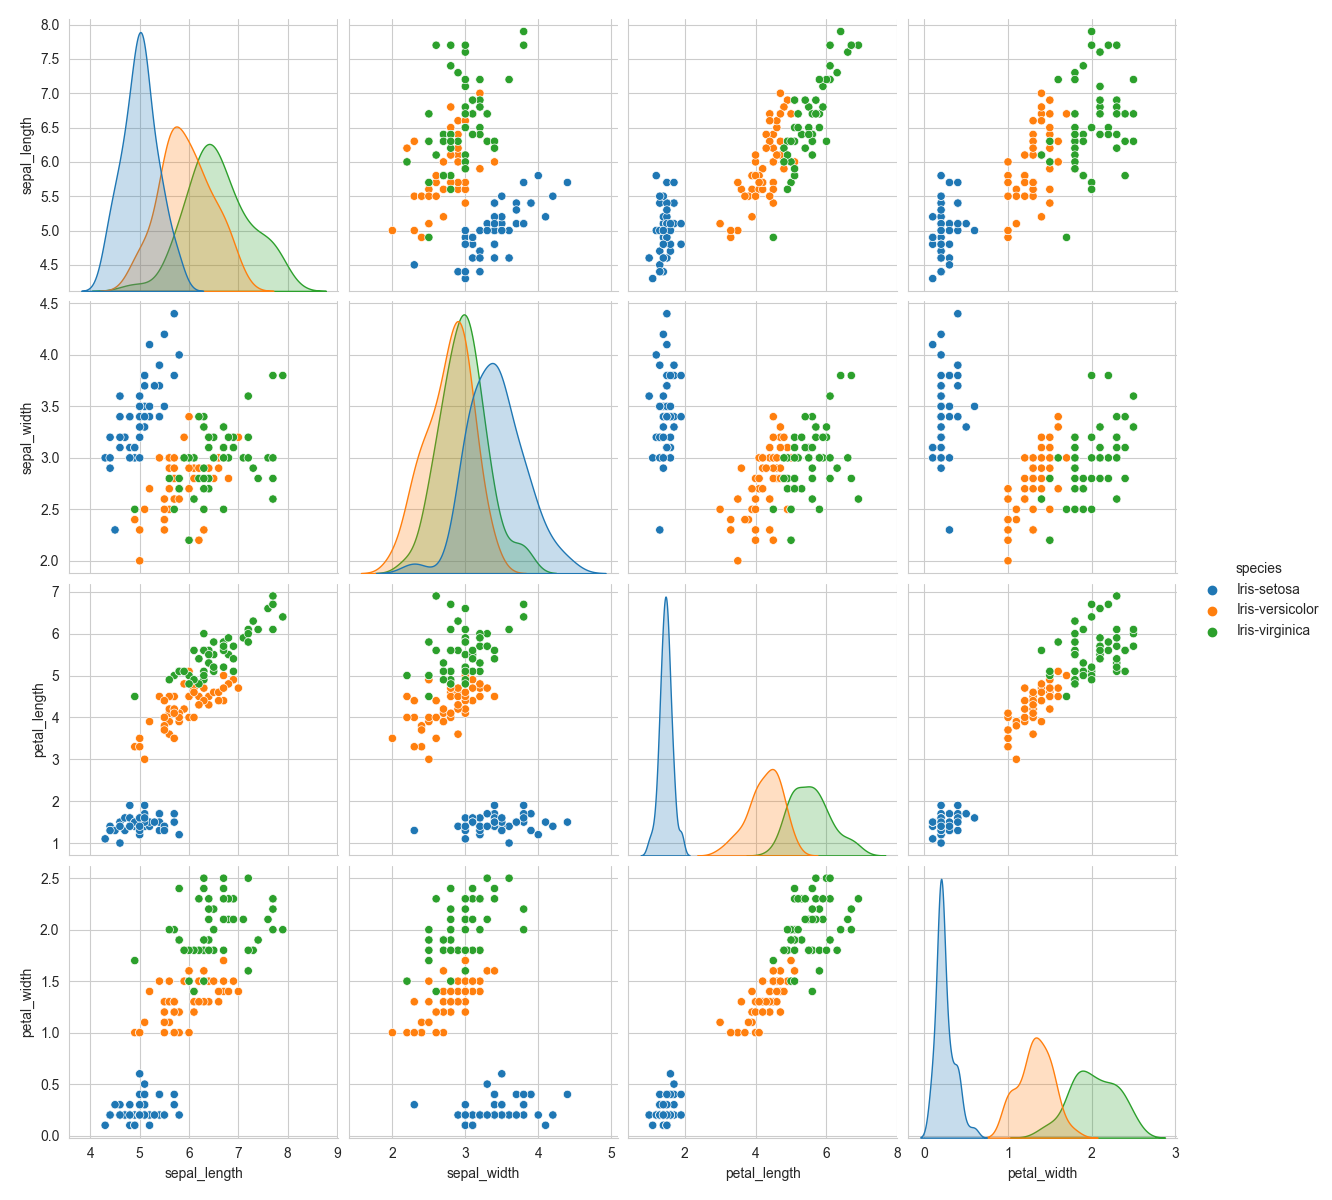 8.0
7.5
7.0
6.5
6.0
5.5
5.0
4.5
sepal_length
4.5
4.0
3.5
3.0
2.5
2.0
sepal_width
7
6
5
4
3
2
1
petal_length
species
Iris-setosa
Iris-versicolor
Iris-virginica
2.5
2.0
1.5
1.0
0.5
0.0
petal_width
4 5 6 7 8 9
2 3 4 5
2 4 6 8
0 1 2 3
sepal_length
sepal_width
petal_length
petal_width